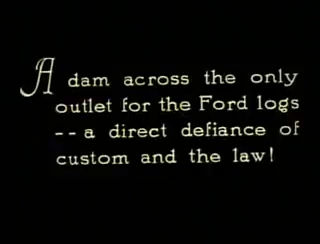 A dam across the only
outlet for the Ford logs
-- a direct defiance of
custom and the law!